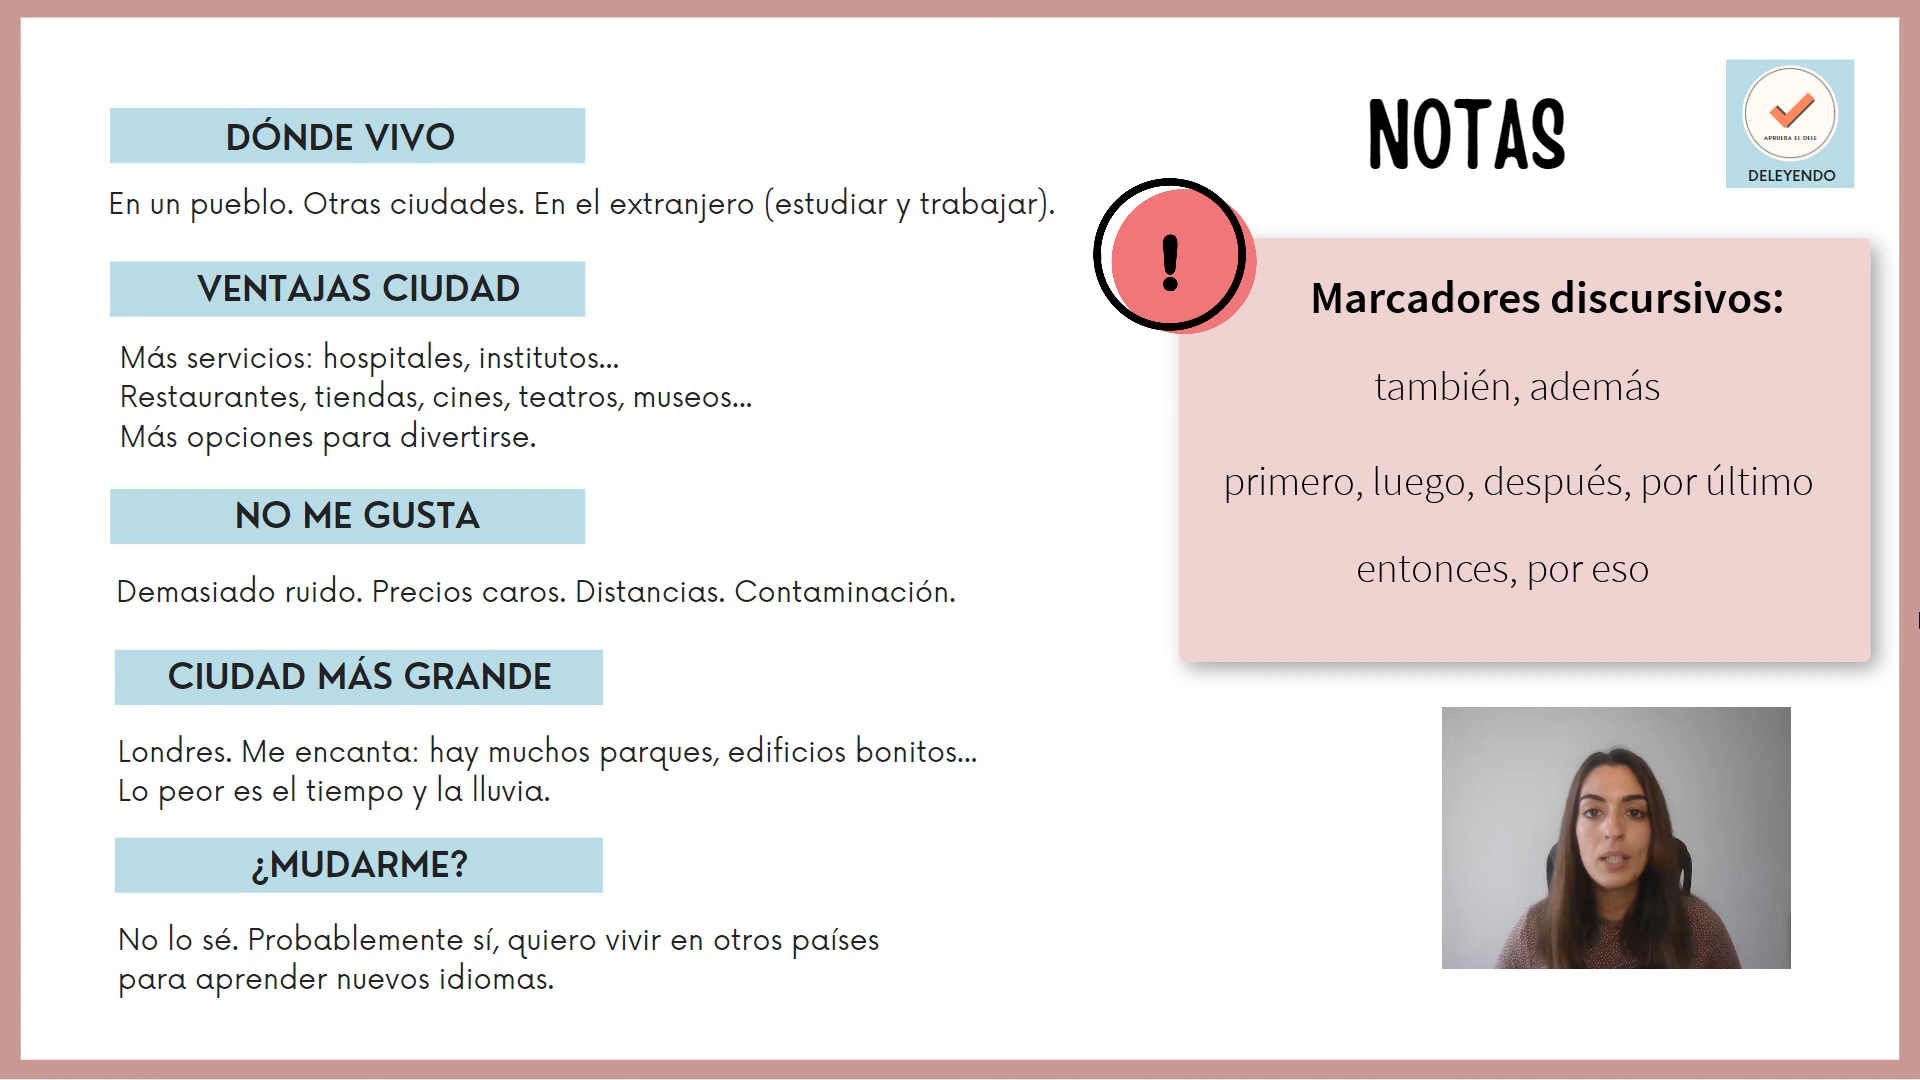 DÓNDE VIVO
En un pueblo. Otras ciudades. En el extranjero (estudiar y trabajar).
VENTAJAS CIUDAD
Más servicios: hospitales, institutos...
Restaurantes, tiendas, cines, teatros, museos...
Más opciones para divertirse.
NO ME GUSTA
Demasiado ruido. Precios caros. Distancias. Contaminación.
CIUDAD MÁS GRANDE
Londres. Me encanta: hay muchos parques, edificios bonitos...
Lo peor es el tiempo y la lluvia.
¿MUDARME?
No lo sé. Probablemente sí, quiero vivir en otros países
para aprender nuevos idiomas.
NOTAS
APRUEBA EL DELE
DELEYENDO
!
Marcadores discursivos:
también, además
primero, luego, después, por último
entonces, por eso